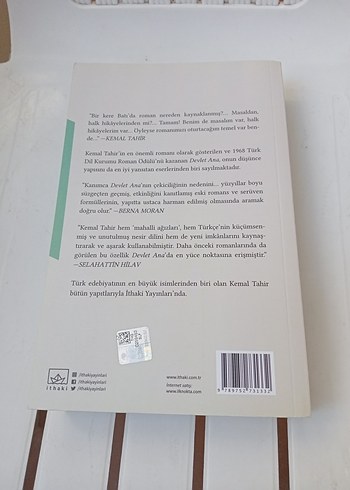 "Bir kere Batı'da roman nereden kaynaklanmış?... Masaldan,
halk hikâyelerinden mi?... Tamam! Benim de masalım var, halk
hikâyelerim var... Öyleyse romanımın oturtacağım temel var ben-
de..." —KEMAL TAHİR
Kemal Tahir'in en önemli romanı olarak gösterilen ve 1968 Türk
Dil Kurumu Roman Ödülü'nü kazanan Devlet Ana, onun düşünce
yapısını da en iyi yansıtan eserlerinden biri sayılmaktadır.
"Kanımca Devlet Ana'nın çekiciliğinin nedenini... yüzyıllar boyu
süzgeçten geçmiş, etkisiliğini kanıtlamış eski romans ve serüven
formüllerinin, yapıtta ustaca harman edilmiş olmasında aramak
doğru olur." —BERNA MORAN
"Kemal Tahir hem 'mahalli ağızları', hem Türkçe'nin küçümsen-
miş ve unutulmuş nesir dilini hem de yeni imkânlarını kaynaş-
tırarak ve aşarak kullanabilmiştir. Daha önceki romanlarında da
görülen bu özellik Devlet Ana'da en yüce noktasına erişmiştir."
—SELAHATTİN HİLAV
Türk edebiyatının en büyük isimlerinden biri olan Kemal Tahir
bütün yapıtlarıyla İthaki Yayınları'nda.
ithaki
/ithakiyayinlari
/ithakiyayinlari
/ithakiyayinlari
www.ithaki.com.tr
İnternet satış:
www.ilknokta.com